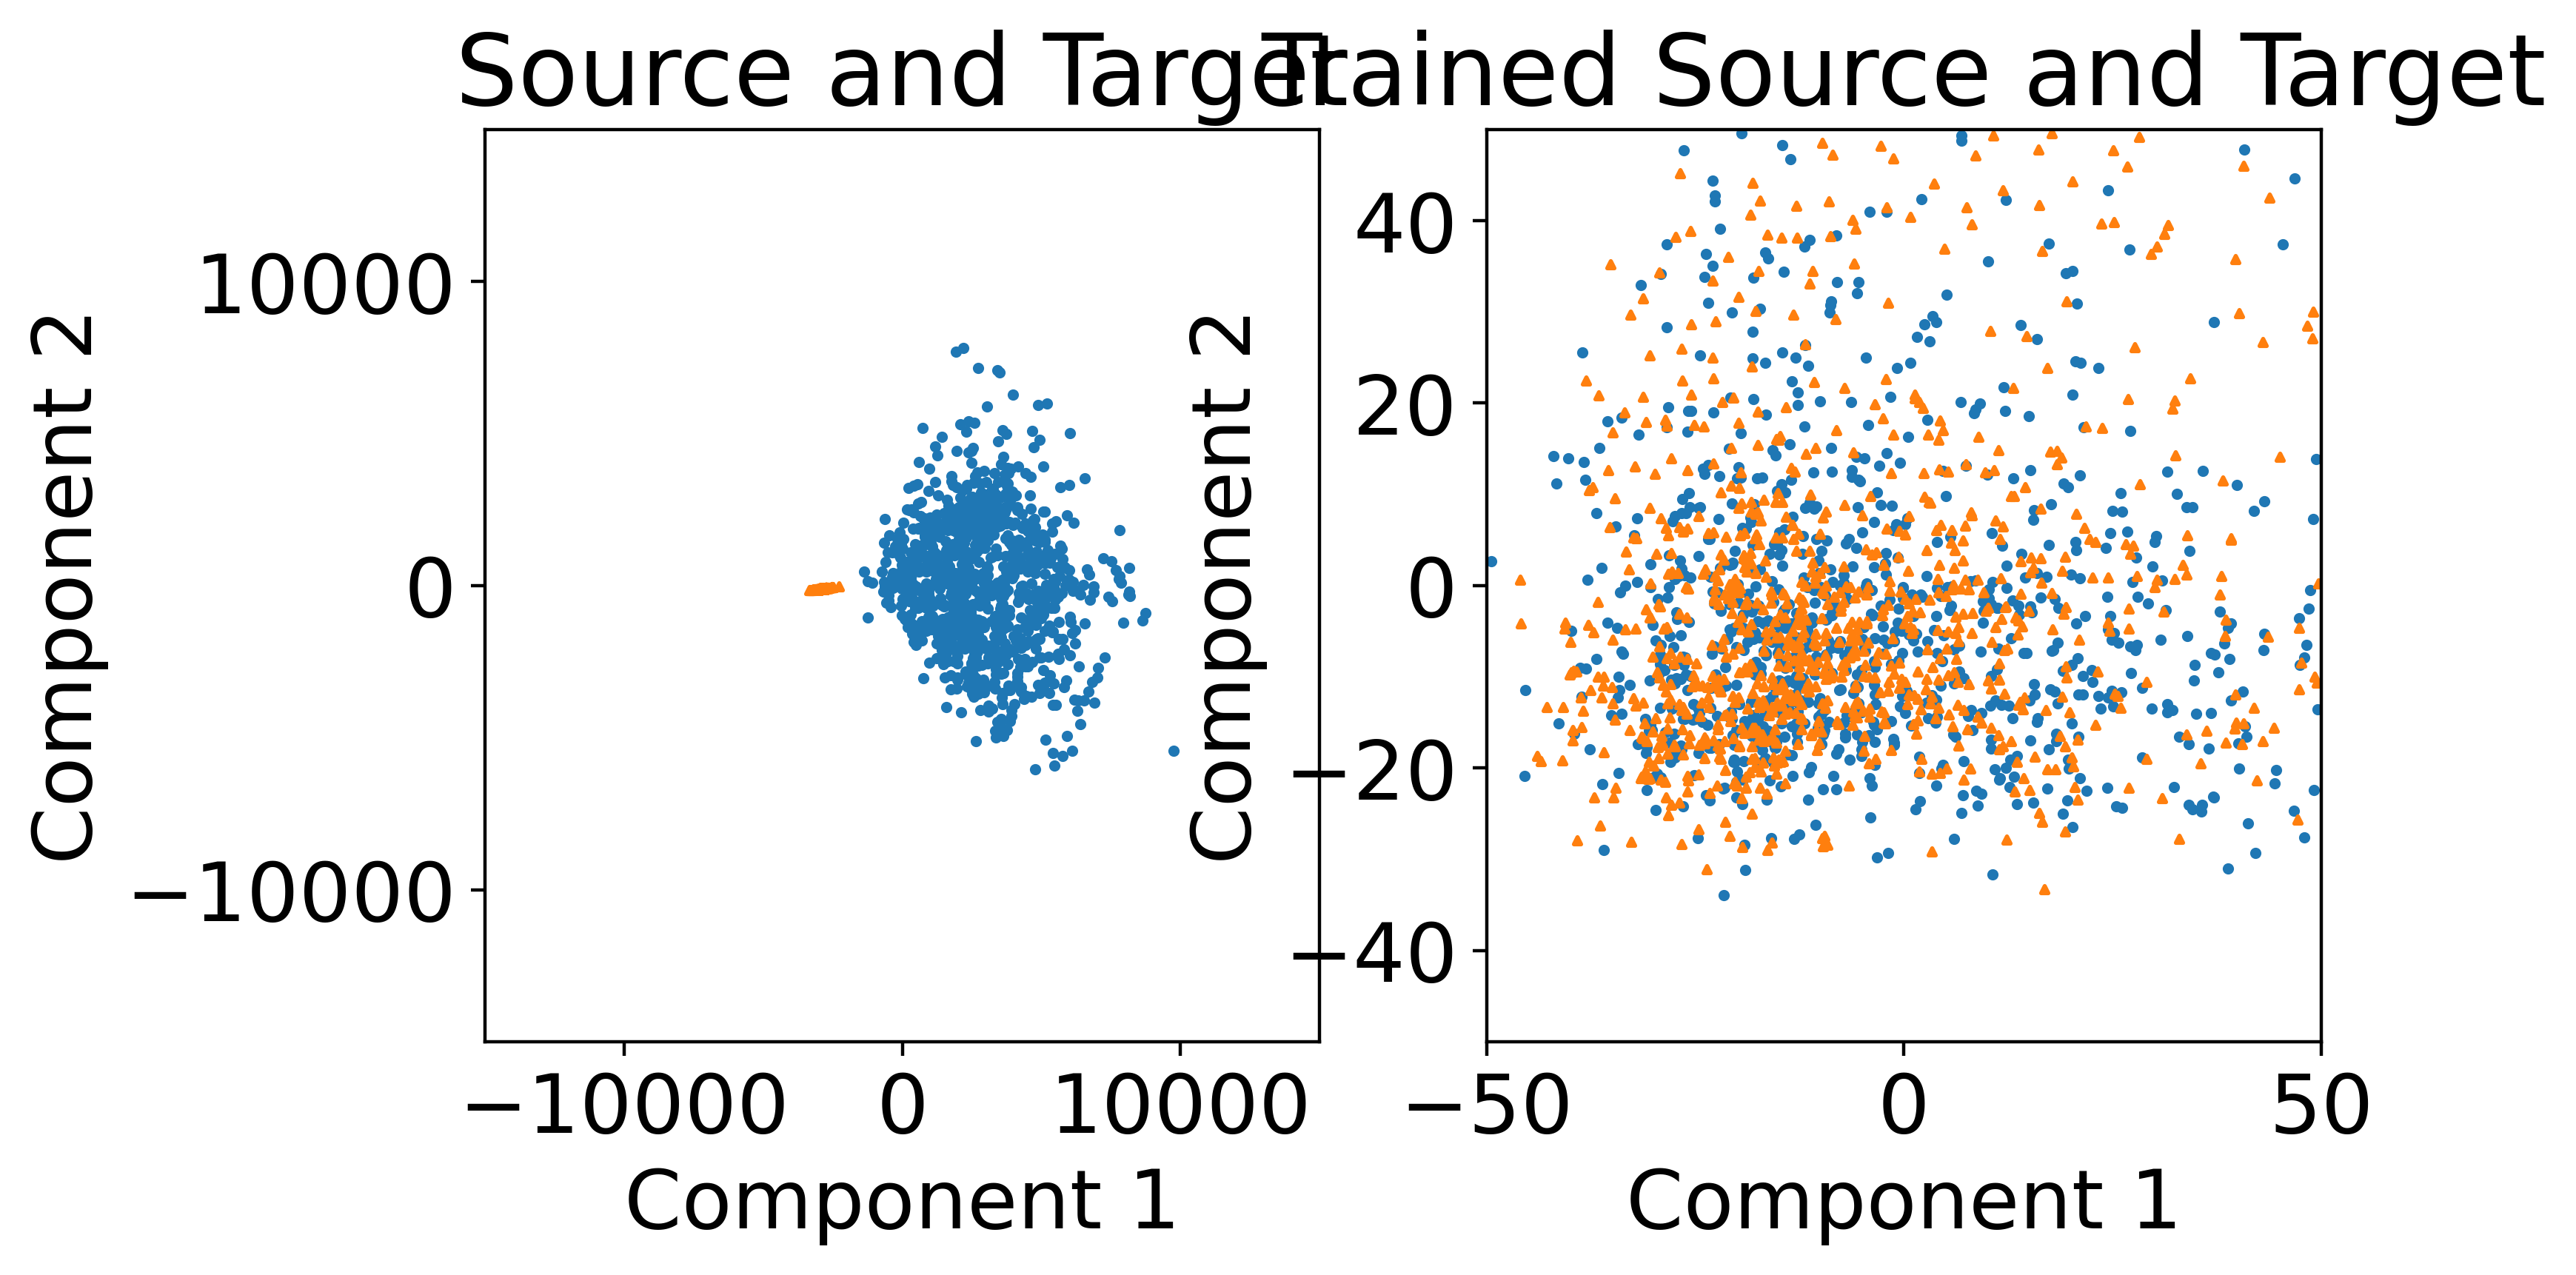 Source and Target
Component 2
10000
0
−10000
−10000
0
10000
Component 1
Trained Source and Target
Component 2
40
20
0
−20
−40
−50
0
50
Component 1